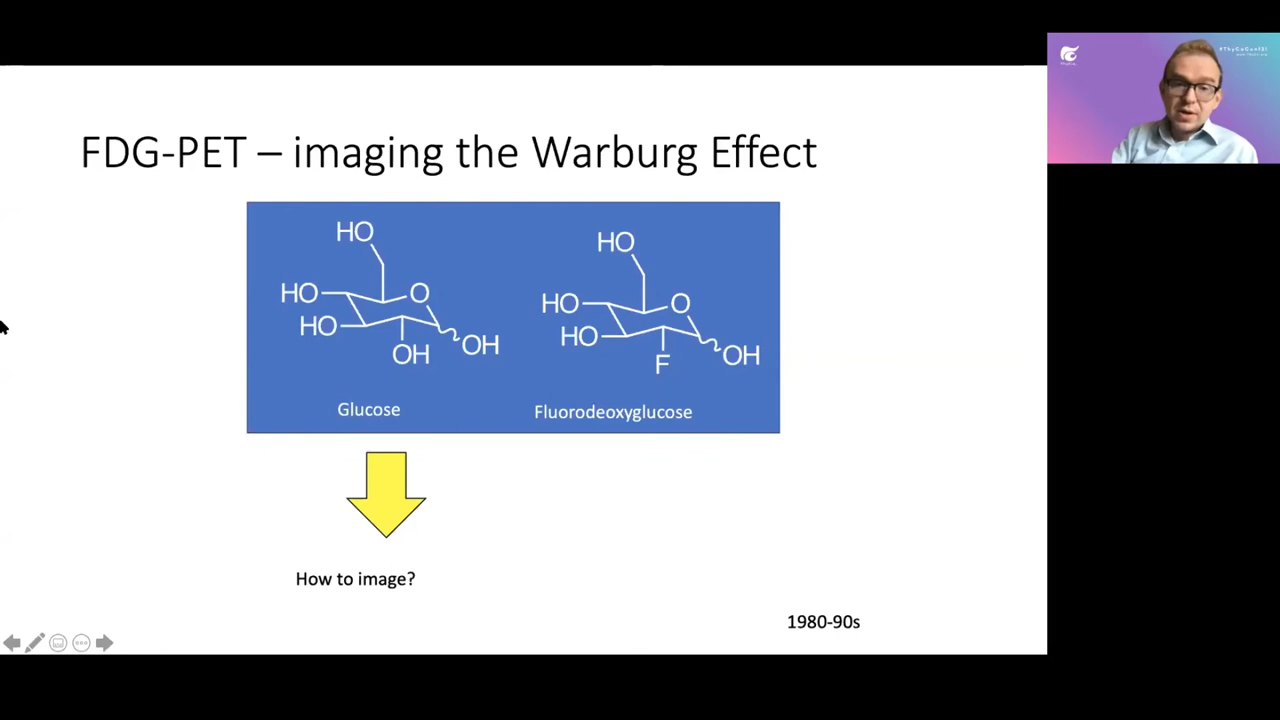 FDG-PET – imaging the Warburg Effect
HO
HO
O
HO
OH
OH
Glucose
HO
HO
O
HO
F
OH
Fluorodeoxyglucose
How to image?
1980-90s